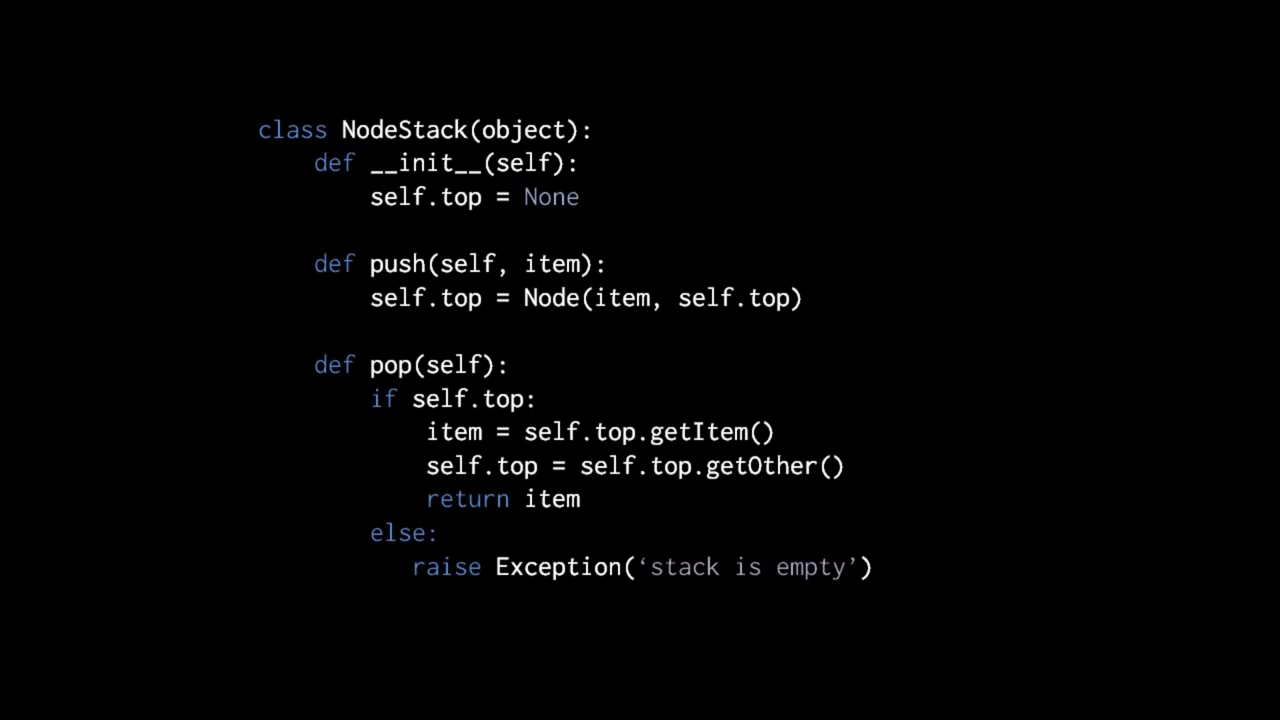 class NodeStack(object):
    def __init__(self):
        self.top = None

    def push(self, item):
        self.top = Node(item, self.top)

    def pop(self):
        if self.top:
            item = self.top.getItem()
            self.top = self.top.getOther()
            return item
        else:
           raise Exception(‘stack is empty’)